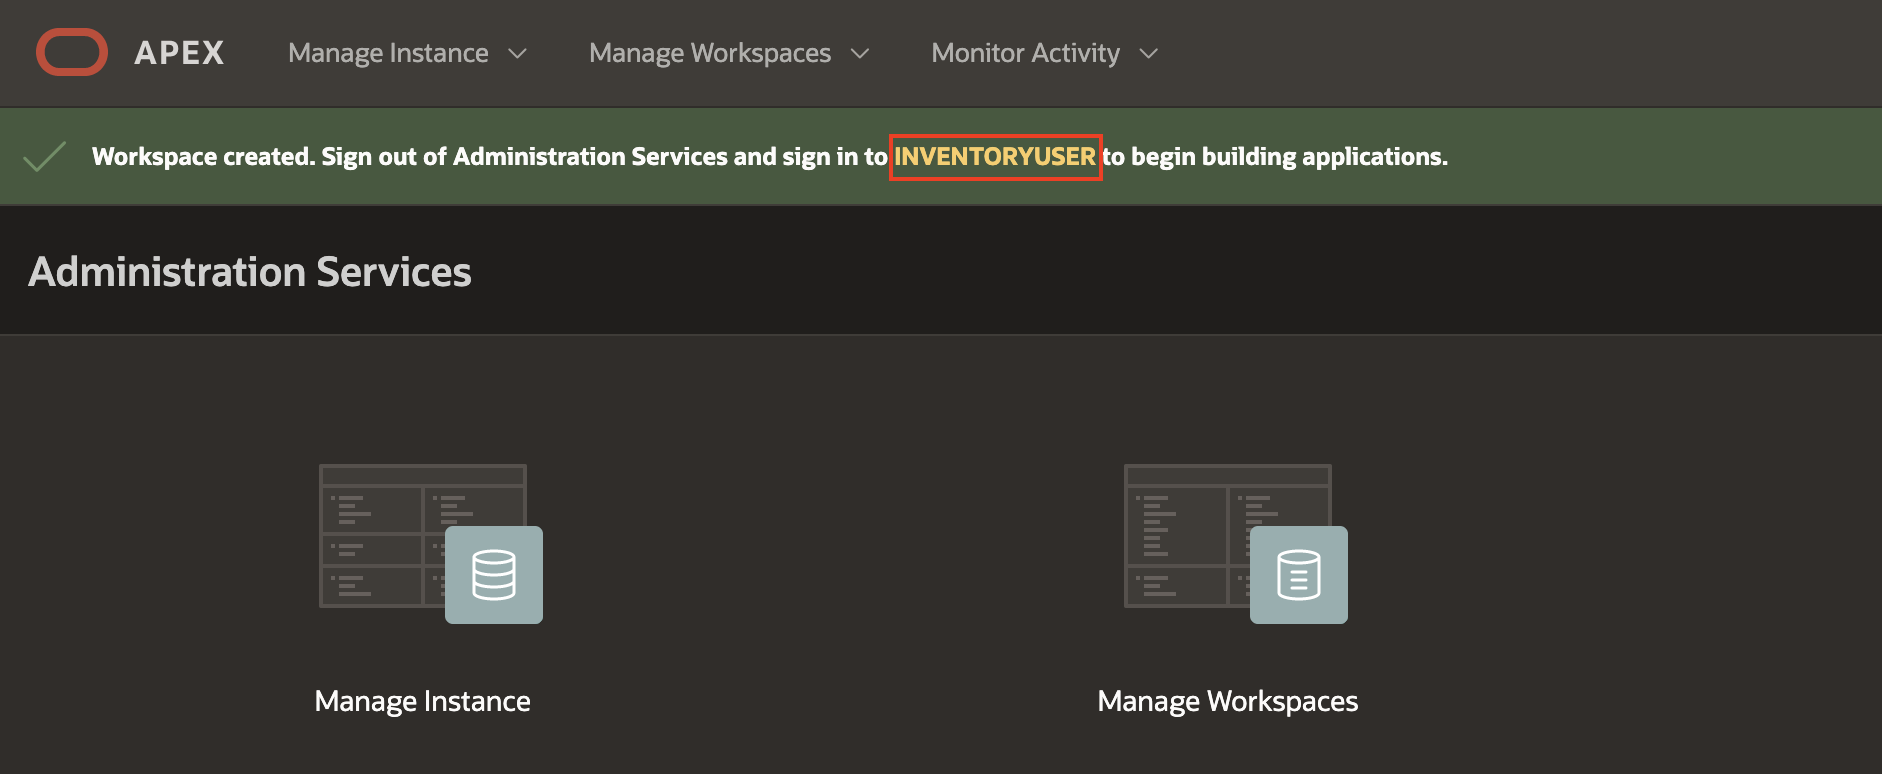 APEX Manage Instance Manage Workspaces Monitor Activity
Workspace created. Sign out of Administration Services and sign in to INVENTORYUSER to begin building applications.
Administration Services
Manage Instance
Manage Workspaces